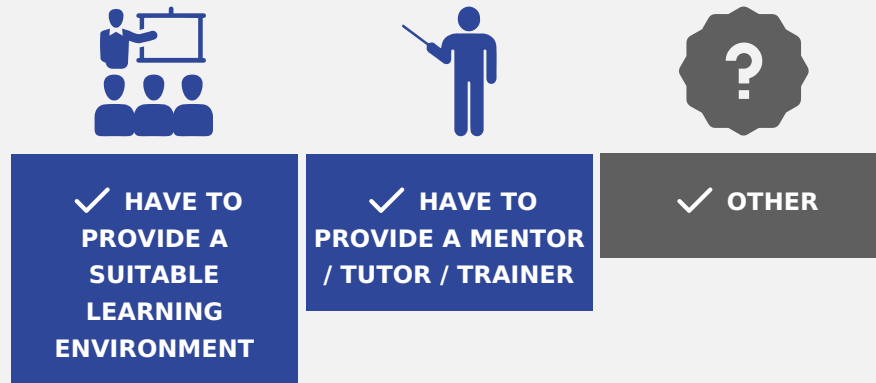 ✓ HAVE TO
PROVIDE A
SUITABLE
LEARNING
ENVIRONMENT
✓ HAVE TO
PROVIDE A MENTOR
/ TUTOR / TRAINER
✓ OTHER
?